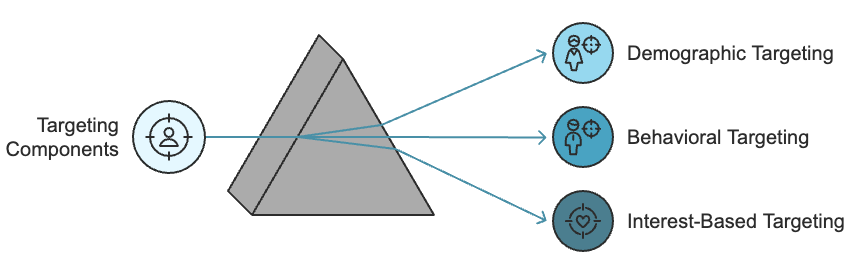 Targeting
Components
Demographic Targeting
Behavioral Targeting
Interest-Based Targeting